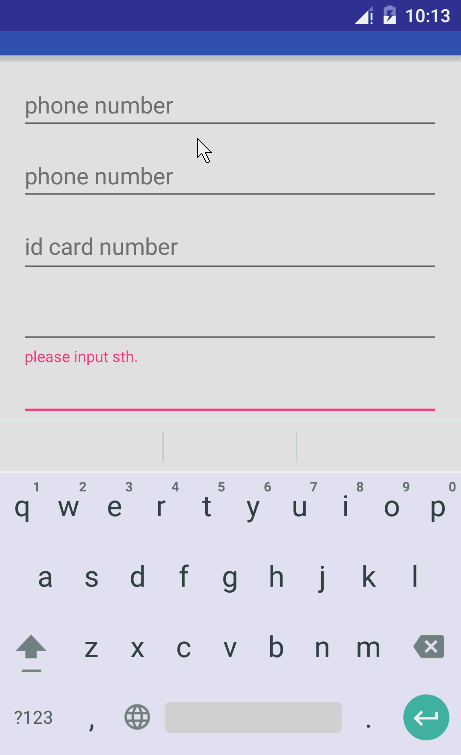 10:13
phone number
phone number
id card number
please input sth.
1 2 3 4 5 6 7 8 9 0
q w e r t y u i o p
a s d f g h j k l
z x c v b n m
?123 , .